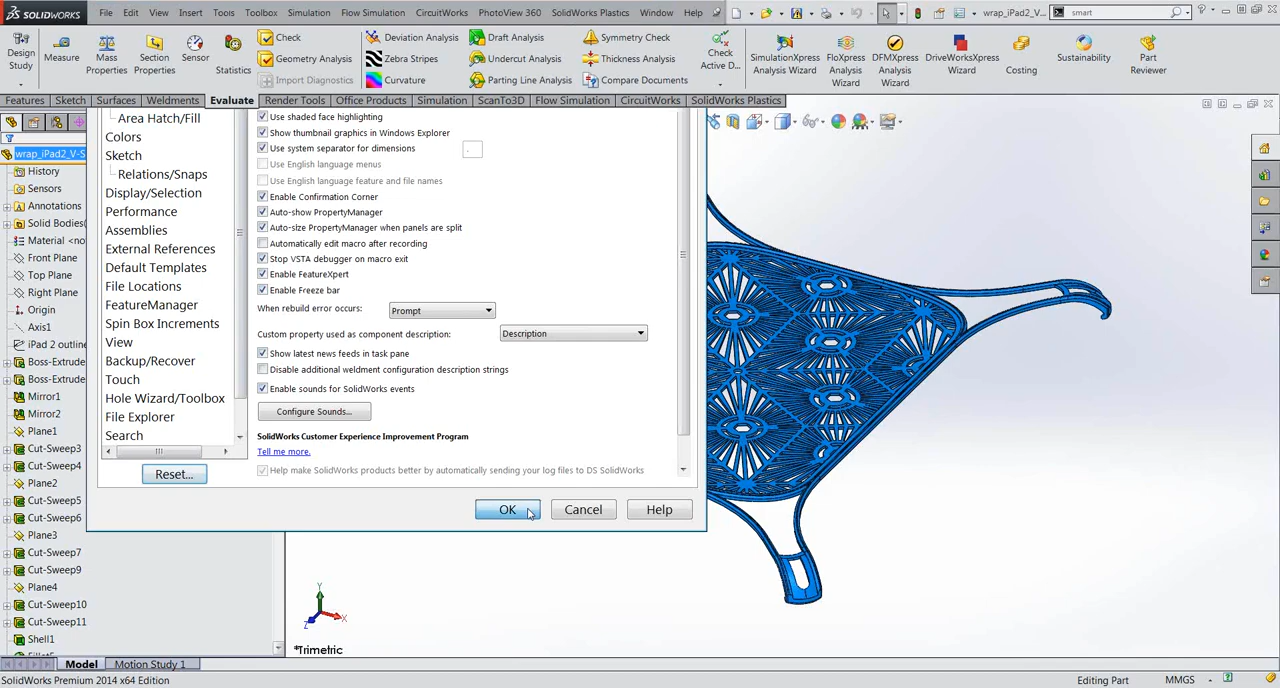 SOLIDWORKS File Edit View Insert Tools Toolbox Simulation Flow Simulation CircuitWorks PhotoView 360 SolidWorks Plastics Window Help wrap_iPad2_V-... smart
Design Study
Measure
Mass Properties
Section Properties
Sensor
Statistics
Check
Geometry Analysis
Import Diagnostics
Deviation Analysis
Zebra Stripes
Curvature
Draft Analysis
Undercut Analysis
Parting Line Analysis
Symmetry Check
Thickness Analysis
Compare Documents
Check Active D...
SimulationXpress Analysis Wizard
FloXpress Analysis Wizard
DFMXpress Analysis Wizard
DriveWorksXpress Wizard
Costing
Sustainability
Part Reviewer
Features Sketch Surfaces Weldments Evaluate Render Tools Office Products Simulation ScanTo3D Flow Simulation CircuitWorks SolidWorks Plastics
wrap_iPad2_V-S
History
Sensors
Annotations
Solid Bodies(
Material <no
Front Plane
Top Plane
Right Plane
Origin
Axis1
iPad 2 outline
Boss-Extrude
Boss-Extrude
Mirror1
Mirror2
Plane1
Cut-Sweep3
Cut-Sweep4
Plane2
Cut-Sweep5
Cut-Sweep6
Plane3
Cut-Sweep7
Cut-Sweep9
Plane4
Cut-Sweep10
Cut-Sweep11
Shell1
Area Hatch/Fill
Colors
Sketch
Relations/Snaps
Display/Selection
Performance
Assemblies
External References
Default Templates
File Locations
FeatureManager
Spin Box Increments
View
Backup/Recover
Touch
Hole Wizard/Toolbox
File Explorer
Search
Reset...
Use shaded face highlighting
Show thumbnail graphics in Windows Explorer
Use system separator for dimensions .
Use English language menus
Use English language feature and file names
Enable Confirmation Corner
Auto-show PropertyManager
Auto-size PropertyManager when panels are split
Automatically edit macro after recording
Stop VSTA debugger on macro exit
Enable FeatureXpert
Enable Freeze bar
When rebuild error occurs: Prompt
Custom property used as component description: Description
Show latest news feeds in task pane
Disable additional weldment configuration description strings
Enable sounds for SolidWorks events
Configure Sounds...
SolidWorks Customer Experience Improvement Program
Tell me more.
Help make SolidWorks products better by automatically sending your log files to DS SolidWorks
OK Cancel Help
Y
X
Z
*Trimetric
Model Motion Study 1
SolidWorks Premium 2014 x64 Edition Editing Part MMGS